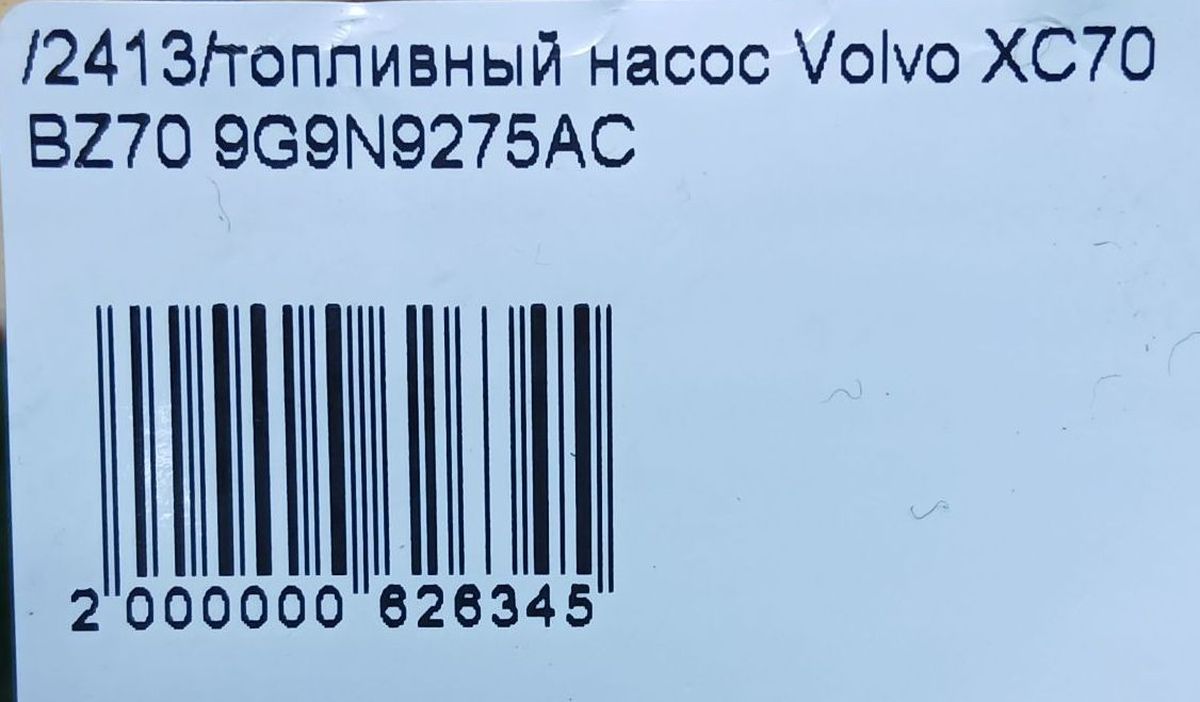 /2413/топливный насос Volvo XC70
BZ70 9G9N9275AC
2 000000 626345